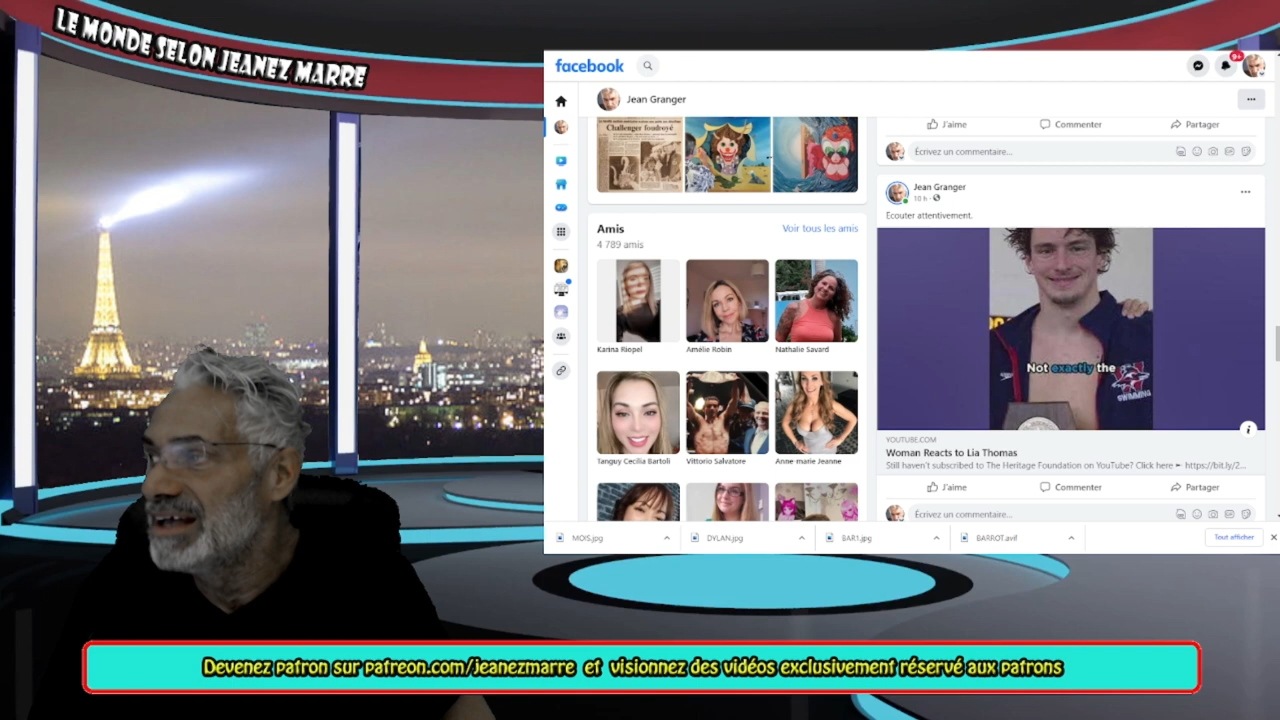 LE MONDE SELON JEANEZ MARRE
facebook
9+
Jean Granger
Challenger foudroyé
J'aime
Commenter
Partager
Écrivez un commentaire...
Amis
Voir tous les amis
4 789 amis
Karina Riopel
Amélie Robin
Nathalie Savard
Tanguy Cecilia Bartoli
Vittorio Salvatore
Anne-marie Jeanne
Jean Granger
10 h
Ecouter attentivement.
Not exactly the
SWIMMING
YOUTUBE.COM
Woman Reacts to Lia Thomas
Still haven't subscribed to The Heritage Foundation on YouTube? Click here ► https://bit.ly/2...
J'aime
Commenter
Partager
Écrivez un commentaire...
MOIS.jpg
DYLAN.jpg
BAR1.jpg
BARROT.avif
Tout afficher
Devenez patron sur patreon.com/jeanezmarre et visionnez des vidéos exclusivement réservé aux patrons